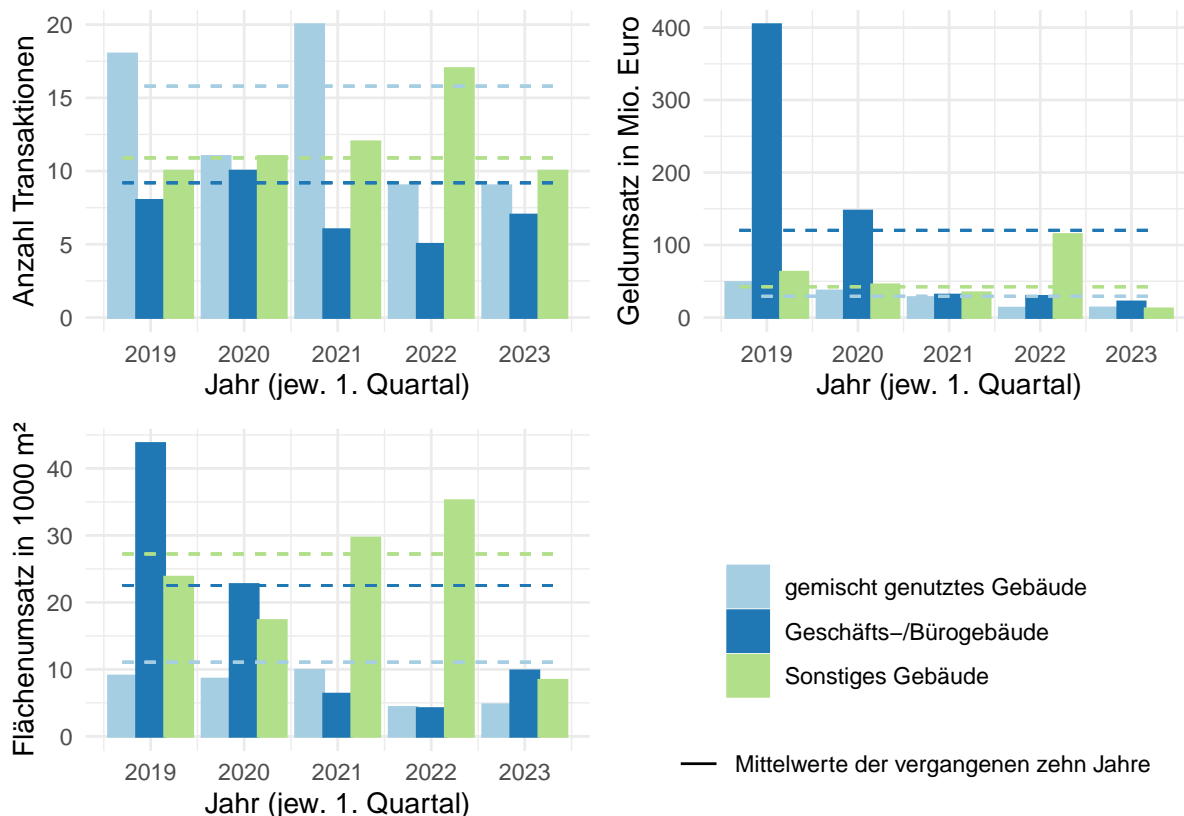 Anzahl Transaktionen
20
15
10
5
0
2019 2020 2021 2022 2023
Jahr (jew. 1. Quartal)
Geldumsatz in Mio. Euro
400
300
200
100
0
2019 2020 2021 2022 2023
Jahr (jew. 1. Quartal)
Flächenumsatz in 1000 m²
40
30
20
10
0
2019 2020 2021 2022 2023
Jahr (jew. 1. Quartal)
gemischt genutztes Gebäude
Geschäfts−/Bürogebäude
Sonstiges Gebäude
Mittelwerte der vergangenen zehn Jahre